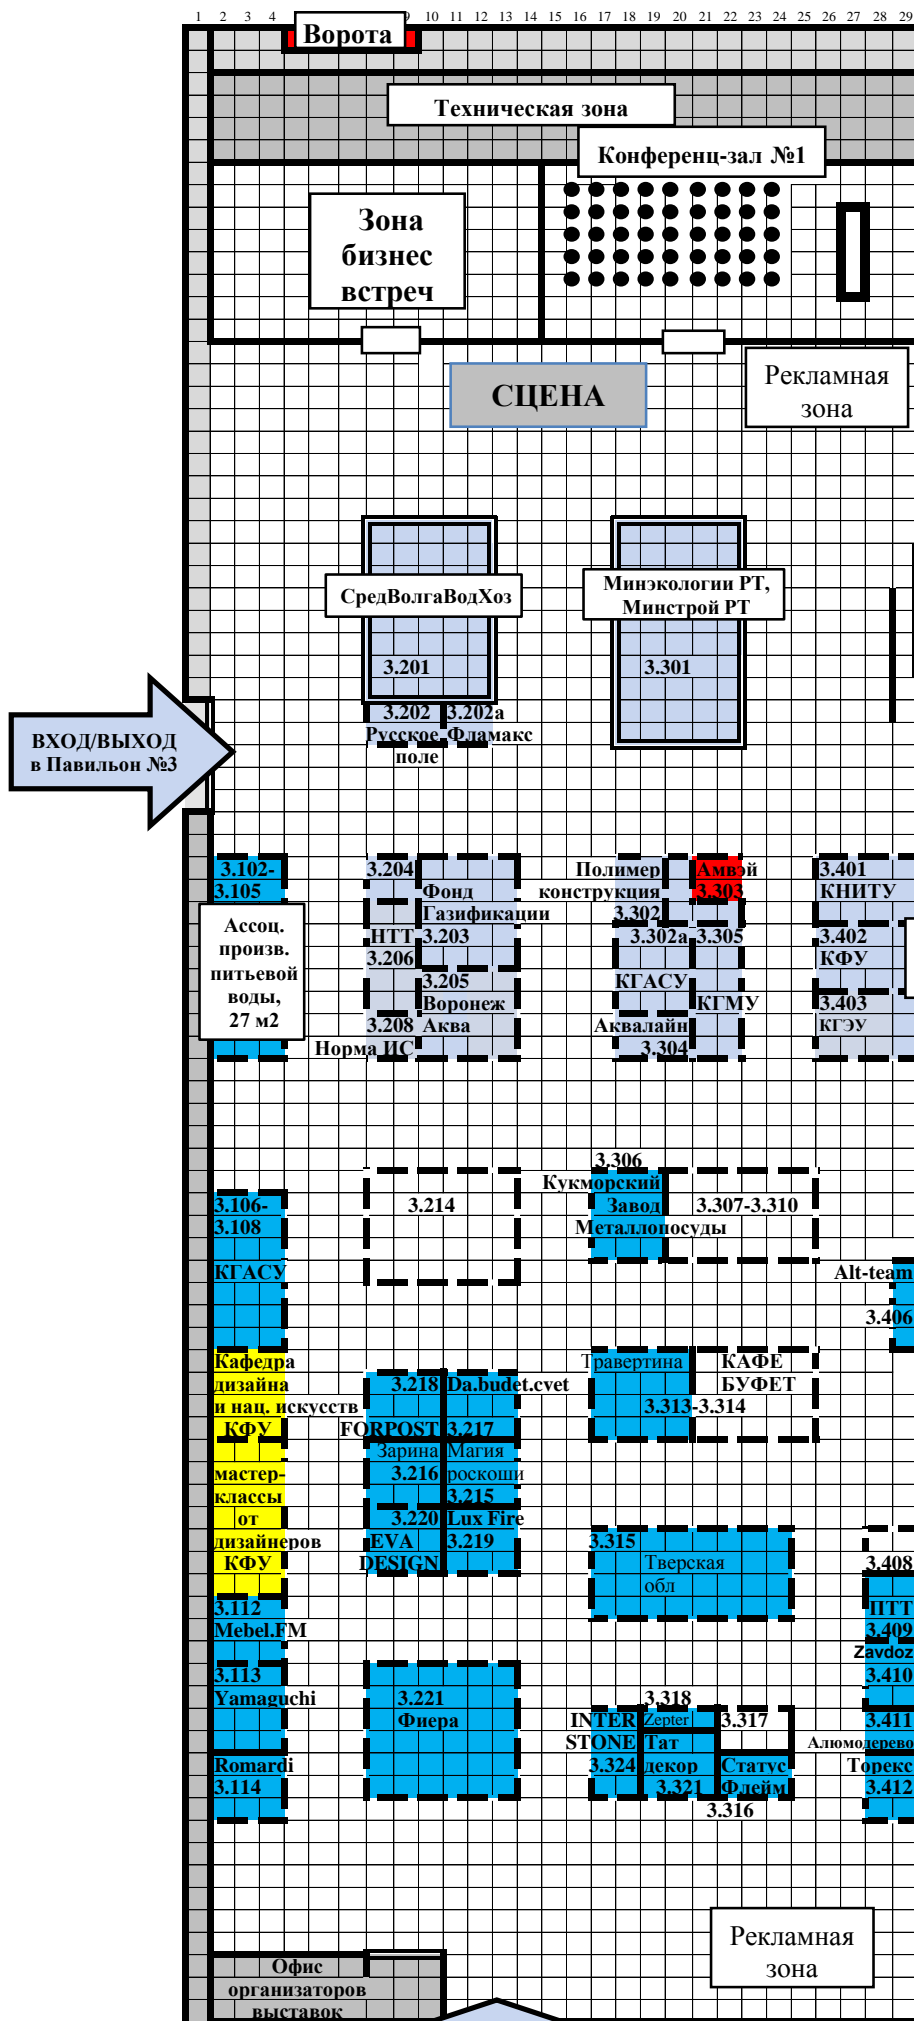 1 2 3 4 9 10 11 12 13 14 15 16 17 18 19 20 21 22 23 24 25 26 27 28 29
Ворота
Техническая зона
Конференц-зал №1
Зона
бизнес
встреч
СЦЕНА
Рекламная
зона
СредВолгаВодХоз
3.201
Минэкологии РТ,
Минстрой РТ
3.301
3.202
Русское
поле
3.202а
Фламакс
ВХОД/ВЫХОД
в Павильон №3
3.102-
3.105
Ассоц.
произв.
питьевой
воды,
27 м2
3.204
Фонд
Газификации
3.203
НТТ
3.206
3.205
Воронеж
Аква
3.208
Норма ИС
Полимер
конструкция
3.302
Амвэй
3.303
3.302а
КГАСУ
3.305
КГМУ
Аквалайн
3.304
3.401
КНИТУ
3.402
КФУ
3.403
КГЭУ
3.106-
3.108
КГАСУ
3.214
3.306
Кукморский
Завод
Металлопосуды
3.307-3.310
Alt-team
3.406
Кафедра
дизайна
и нац. искусств
КФУ
мастер-
классы
от
дизайнеров
КФУ
3.218
FORPOST
Da.budet.cvet
3.217
Зарина
3.216
Магия
роскоши
3.215
3.220
EVA
DESIGN
Lux Fire
3.219
Травертина
КАФЕ
БУФЕТ
3.313-3.314
3.315
Тверская
обл
3.408
ПТТ
3.409
Zavdoz
3.410
3.411
Алюмодерево
Торекс
3.412
3.112
Mebel.FM
3.113
Yamaguchi
Romardi
3.114
3.221
Фиера
3.318
INTER
STONE
3.324
Zepter
Тат
декор
3.321
3.317
Статус
Флейм
3.316
Рекламная
зона
Офис
организаторов
выставок